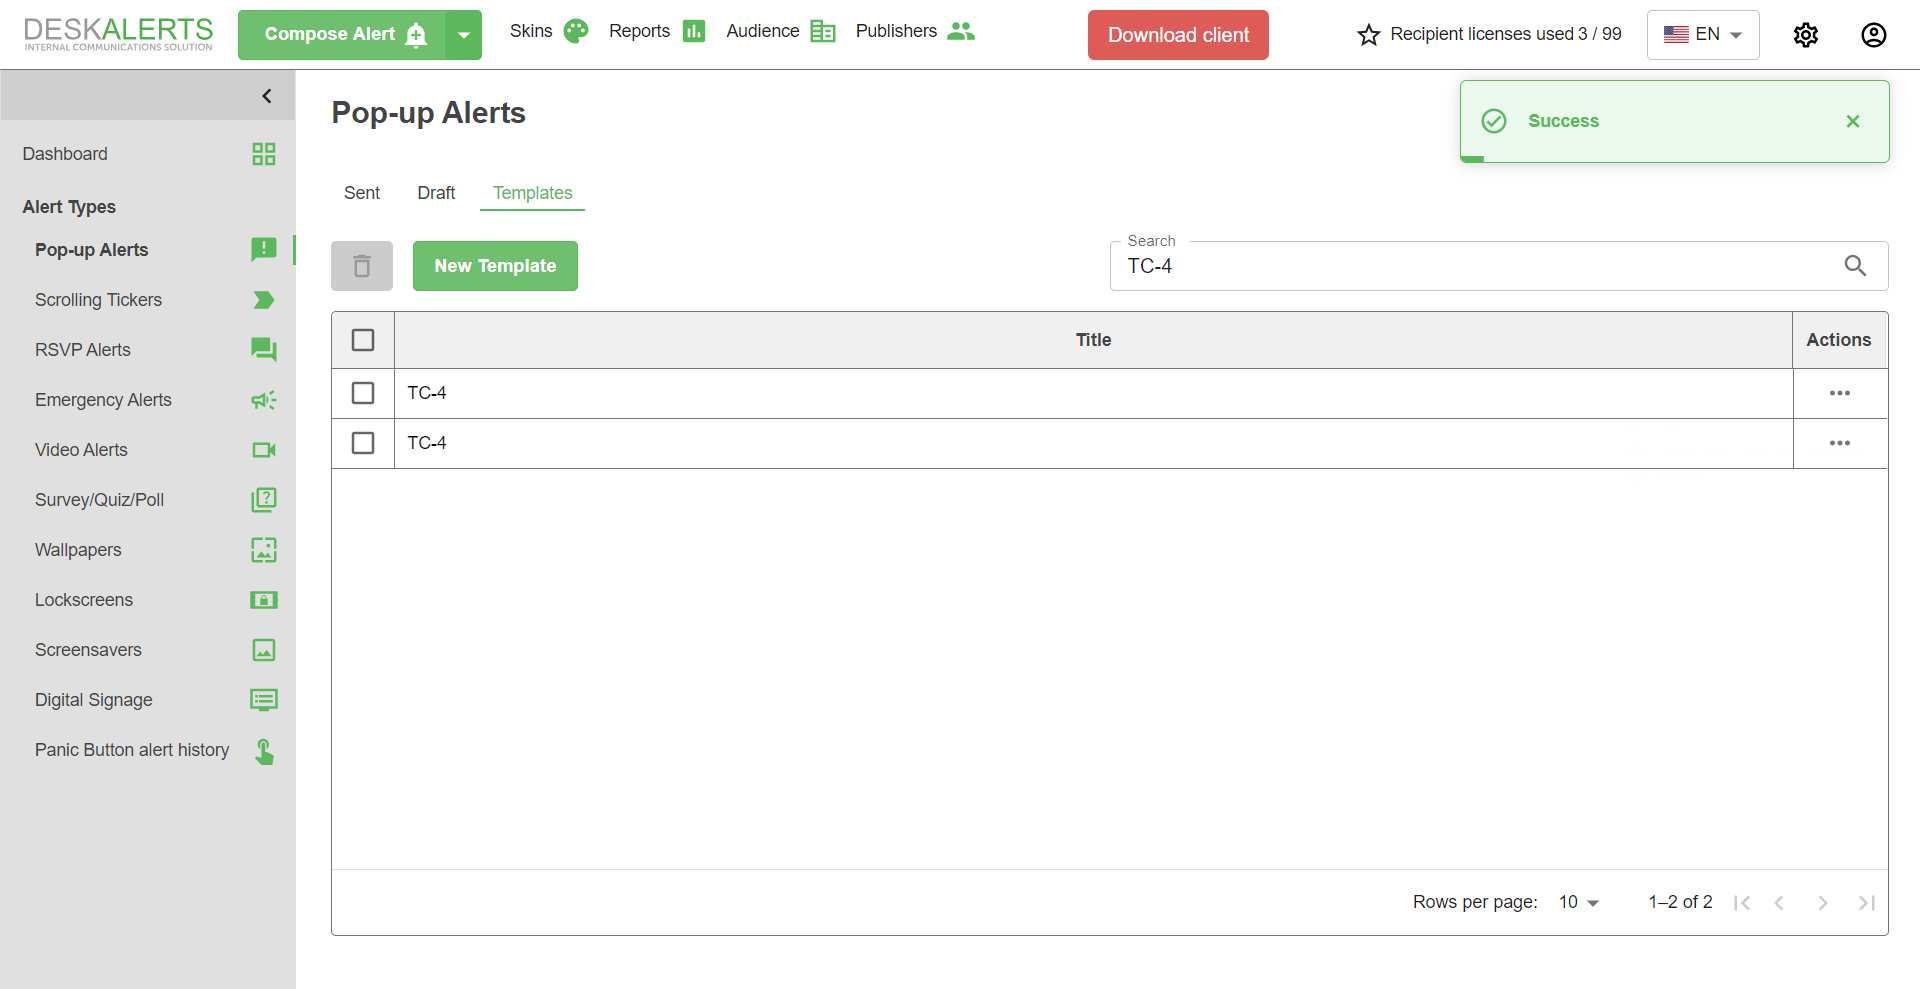 DESKALERTS
INTERNAL COMMUNICATIONS SOLUTION
Compose Alert
Skins
Reports
Audience
Publishers
Download client
Recipient licenses used 3 / 99
EN
Dashboard
Alert Types
Pop-up Alerts
Scrolling Tickers
RSVP Alerts
Emergency Alerts
Video Alerts
Survey/Quiz/Poll
Wallpapers
Lockscreens
Screensavers
Digital Signage
Panic Button alert history
Pop-up Alerts
Success
Sent
Draft
Templates
New Template
Search
TC-4
Title
Actions
TC-4
TC-4
Rows per page:
10
1–2 of 2